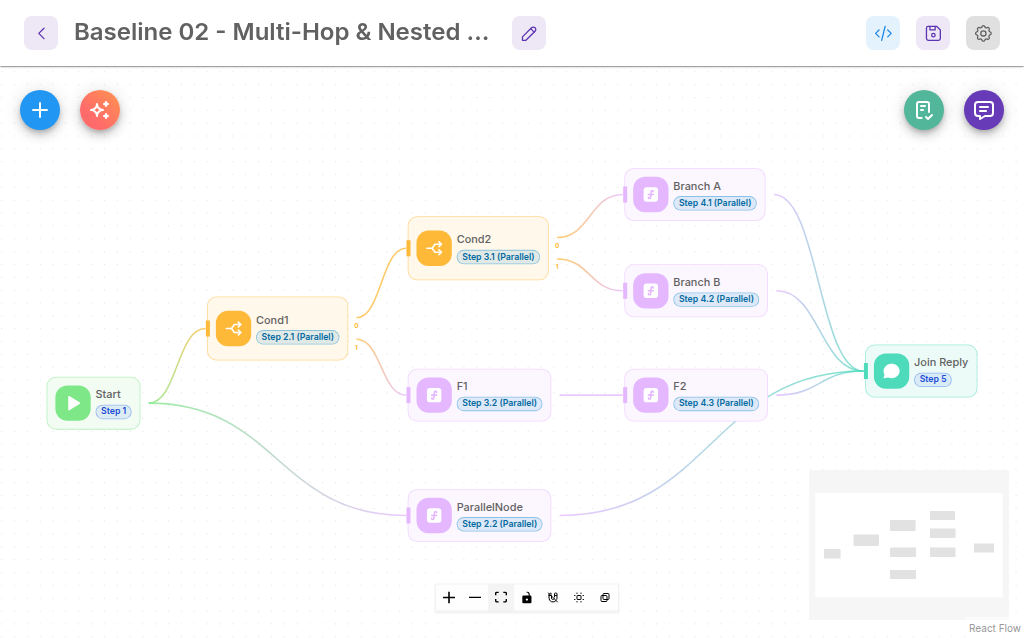 Baseline 02 - Multi-Hop & Nested ...
Branch A
Step 4.1 (Parallel)
Cond2
Step 3.1 (Parallel)
0
1
Branch B
Step 4.2 (Parallel)
Cond1
Step 2.1 (Parallel)
0
1
Join Reply
Step 5
Start
Step 1
F1
Step 3.2 (Parallel)
F2
Step 4.3 (Parallel)
ParallelNode
Step 2.2 (Parallel)
React Flow